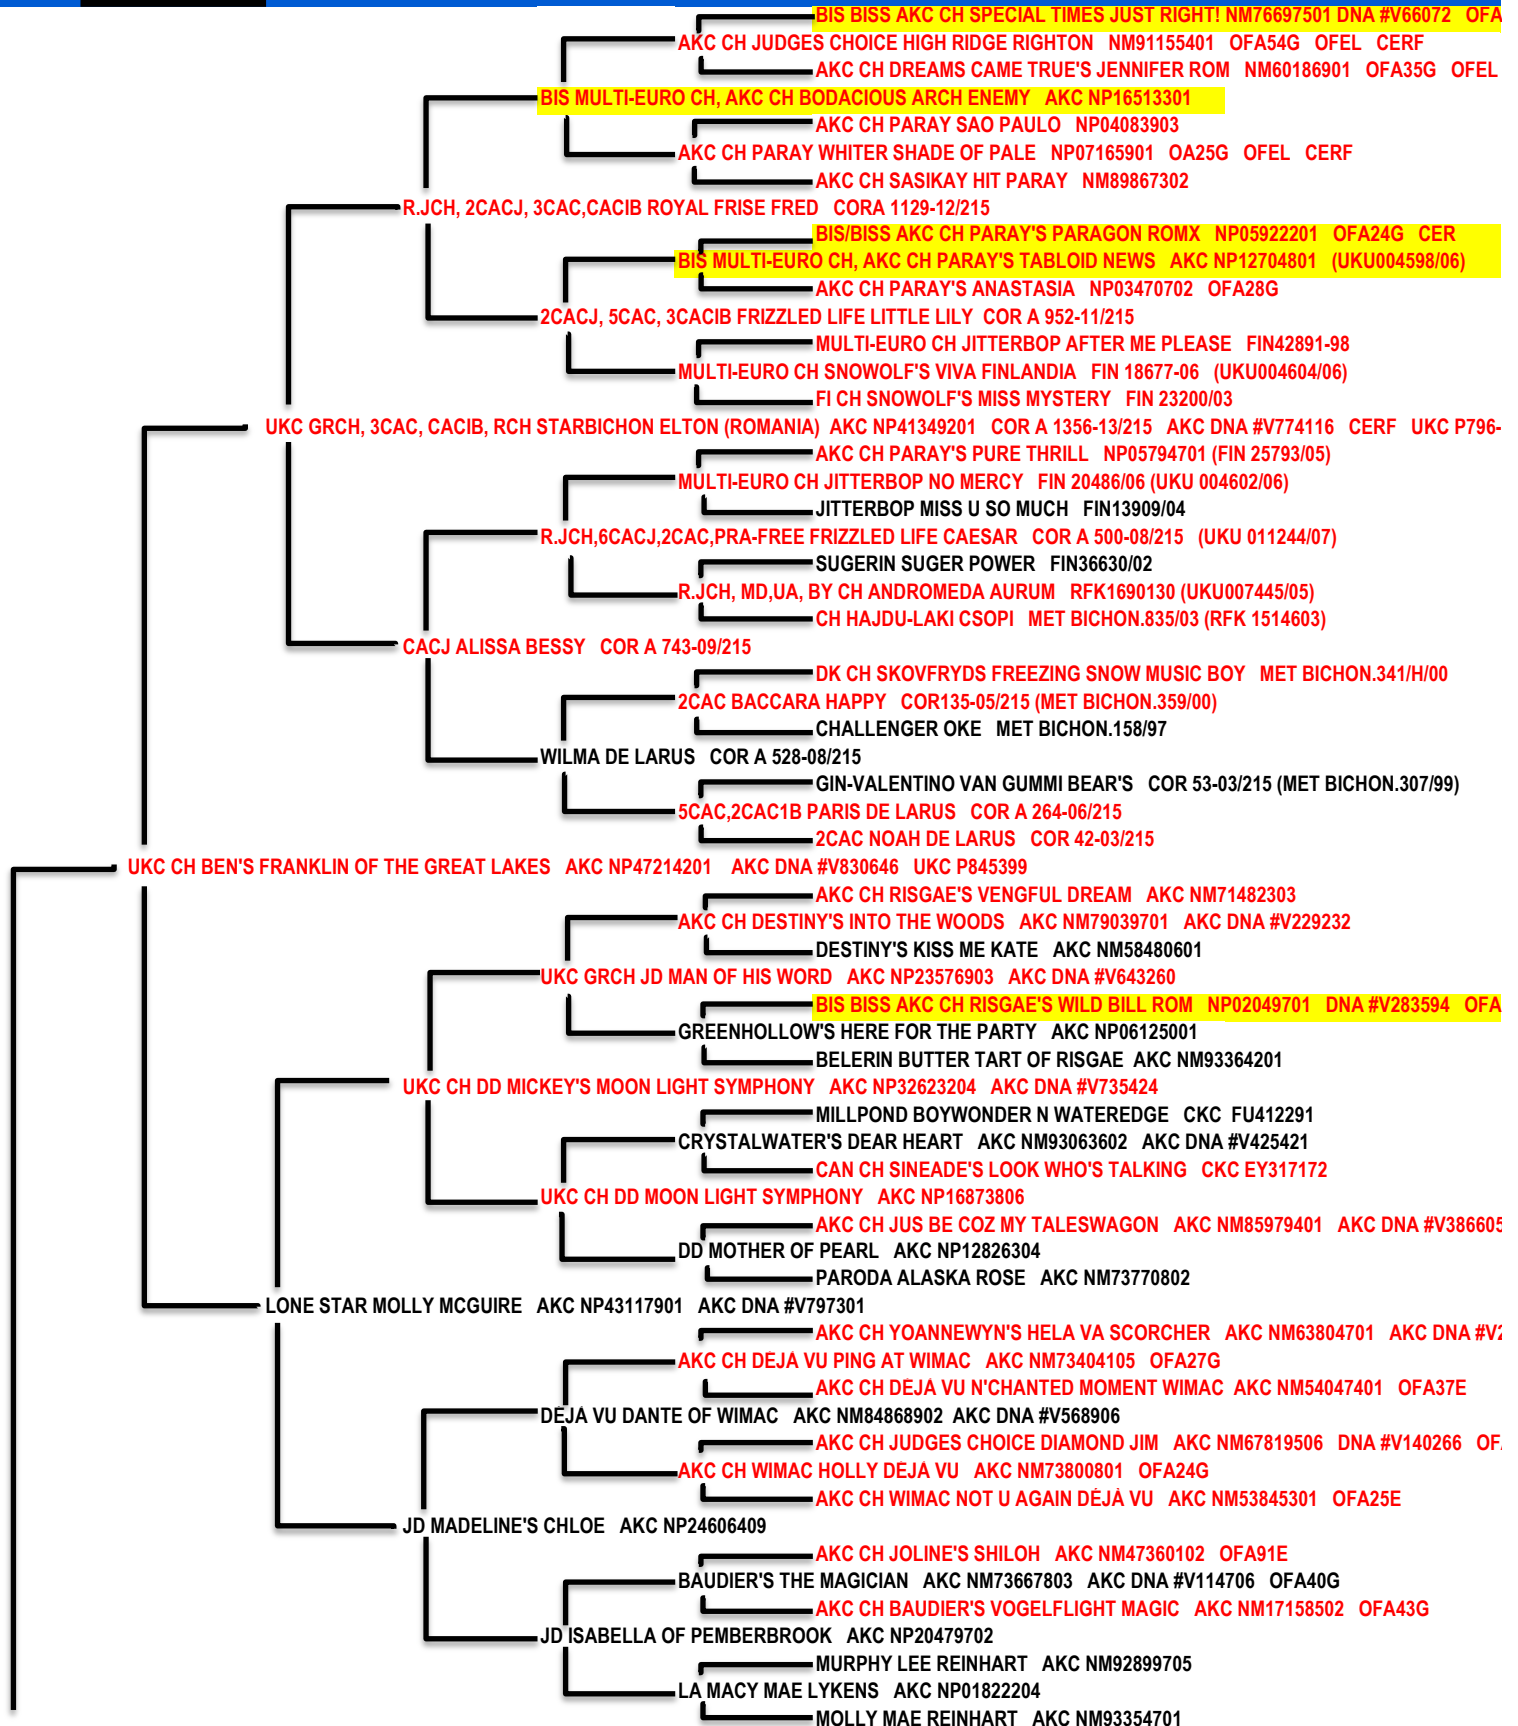 BIS BISS AKC CH SPECIAL TIMES JUST RIGHT! NM76697501 DNA #V66072 OFA
AKC CH JUDGES CHOICE HIGH RIDGE RIGHTON NM91155401 OFA54G OFEL CERF
AKC CH DREAMS CAME TRUE'S JENNIFER ROM NM60186901 OFA35G OFEL
BIS MULTI-EURO CH, AKC CH BODACIOUS ARCH ENEMY AKC NP16513301
AKC CH PARAY SAO PAULO NP04083903
AKC CH PARAY WHITER SHADE OF PALE NP07165901 OA25G OFEL CERF
AKC CH SASIKAY HIT PARAY NM89867302
R.JCH, 2CACJ, 3CAC,CACIB ROYAL FRISE FRED CORA 1129-12/215
BIS/BISS AKC CH PARAY'S PARAGON ROMX NP05922201 OFA24G CER
BIS MULTI-EURO CH, AKC CH PARAY'S TABLOID NEWS AKC NP12704801 (UKU004598/06)
AKC CH PARAY'S ANASTASIA NP03470702 OFA28G
2CACJ, 5CAC, 3CACIB FRIZZLED LIFE LITTLE LILY COR A 952-11/215
MULTI-EURO CH JITTERBOP AFTER ME PLEASE FIN42891-98
MULTI-EURO CH SNOWOLF'S VIVA FINLANDIA FIN 18677-06 (UKU004604/06)
FI CH SNOWOLF'S MISS MYSTERY FIN 23200/03
UKC GRCH, 3CAC, CACIB, RCH STARBICHON ELTON (ROMANIA) AKC NP41349201 COR A 1356-13/215 AKC DNA #V774116 CERF UKC P796-
AKC CH PARAY'S PURE THRILL NP05794701 (FIN 25793/05)
MULTI-EURO CH JITTERBOP NO MERCY FIN 20486/06 (UKU 004602/06)
JITTERBOP MISS U SO MUCH FIN13909/04
R.JCH,6CACJ,2CAC,PRA-FREE FRIZZLED LIFE CAESAR COR A 500-08/215 (UKU 011244/07)
SUGERIN SUGER POWER FIN36630/02
R.JCH, MD,UA, BY CH ANDROMEDA AURUM RFK1690130 (UKU007445/05)
CH HAJDU-LAKI CSOPI MET BICHON.835/03 (RFK 1514603)
CACJ ALISSA BESSY COR A 743-09/215
DK CH SKOVFRYDS FREEZING SNOW MUSIC BOY MET BICHON.341/H/00
2CAC BACCARA HAPPY COR135-05/215 (MET BICHON.359/00)
CHALLENGER OKE MET BICHON.158/97
WILMA DE LARUS COR A 528-08/215
GIN-VALENTINO VAN GUMMI BEAR'S COR 53-03/215 (MET BICHON.307/99)
5CAC,2CAC1B PARIS DE LARUS COR A 264-06/215
2CAC NOAH DE LARUS COR 42-03/215
UKC CH BEN'S FRANKLIN OF THE GREAT LAKES AKC NP47214201 AKC DNA #V830646 UKC P845399
AKC CH RISGAE'S VENGFUL DREAM AKC NM71482303
AKC CH DESTINY'S INTO THE WOODS AKC NM79039701 AKC DNA #V229232
DESTINY'S KISS ME KATE AKC NM58480601
UKC GRCH JD MAN OF HIS WORD AKC NP23576903 AKC DNA #V643260
BIS BISS AKC CH RISGAE'S WILD BILL ROM NP02049701 DNA #V283594 OFA
GREENHOLLOW'S HERE FOR THE PARTY AKC NP06125001
BELERIN BUTTER TART OF RISGAE AKC NM93364201
UKC CH DD MICKEY'S MOON LIGHT SYMPHONY AKC NP32623204 AKC DNA #V735424
MILLPOND BOYWONDER N WATEREDGE CKC FU412291
CRYSTALWATER'S DEAR HEART AKC NM93063602 AKC DNA #V425421
CAN CH SINEADE'S LOOK WHO'S TALKING CKC EY317172
UKC CH DD MOON LIGHT SYMPHONY AKC NP16873806
AKC CH JUS BE COZ MY TALESWAGON AKC NM85979401 AKC DNA #V386605
DD MOTHER OF PEARL AKC NP12826304
PARODA ALASKA ROSE AKC NM73770802
LONE STAR MOLLY MCGUIRE AKC NP43117901 AKC DNA #V797301
AKC CH YOANNEWYN'S HELA VA SCORCHER AKC NM63804701 AKC DNA #V2
AKC CH DÉJÀ VU PING AT WIMAC AKC NM73404105 OFA27G
AKC CH DÉJÀ VU N'CHANTED MOMENT WIMAC AKC NM54047401 OFA37E
DÉJÀ VU DANTE OF WIMAC AKC NM84868902 AKC DNA #V568906
AKC CH JUDGES CHOICE DIAMOND JIM AKC NM67819506 DNA #V140266 OF
AKC CH WIMAC HOLLY DÉJÀ VU AKC NM73800801 OFA24G
AKC CH WIMAC NOT U AGAIN DÉJÀ VU AKC NM53845301 OFA25E
JD MADELINE'S CHLOE AKC NP24606409
AKC CH JOLINE'S SHILOH AKC NM47360102 OFA91E
BAUDIER'S THE MAGICIAN AKC NM73667803 AKC DNA #V114706 OFA40G
AKC CH BAUDIER'S VOGELFLIGHT MAGIC AKC NM17158502 OFA43G
JD ISABELLA OF PEMBERBROOK AKC NP20479702
MURPHY LEE REINHART AKC NM92899705
LA MACY MAE LYKENS AKC NP01822204
MOLLY MAE REINHART AKC NM93354701